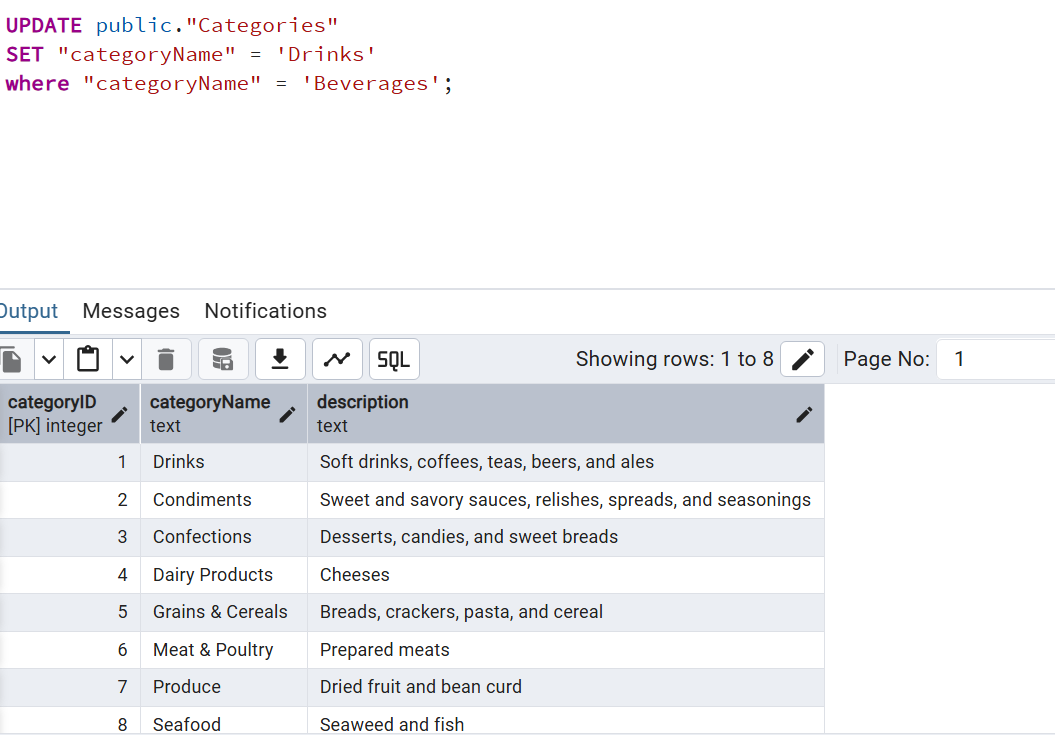 UPDATE public."Categories"
SET "categoryName" = 'Drinks'
where "categoryName" = 'Beverages';
Output Messages Notifications
SQL Showing rows: 1 to 8 Page No: 1
categoryID categoryName description
[PK] integer text text
1 Drinks Soft drinks, coffees, teas, beers, and ales
2 Condiments Sweet and savory sauces, relishes, spreads, and seasonings
3 Confections Desserts, candies, and sweet breads
4 Dairy Products Cheeses
5 Grains & Cereals Breads, crackers, pasta, and cereal
6 Meat & Poultry Prepared meats
7 Produce Dried fruit and bean curd
8 Seafood Seaweed and fish